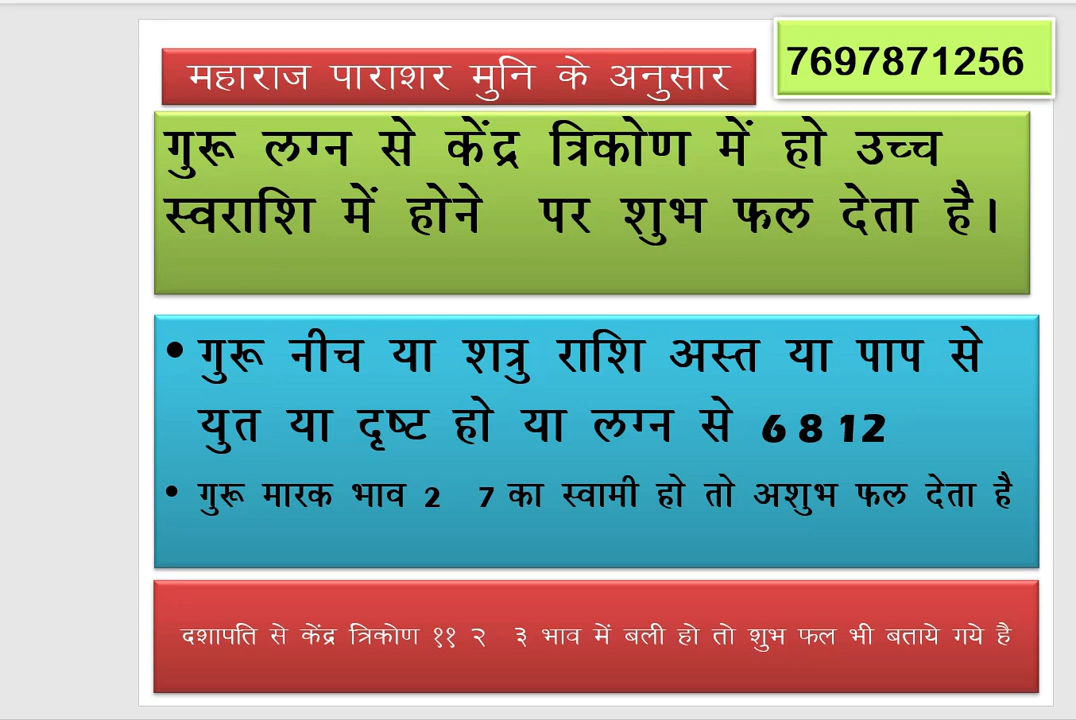 महाराज पाराशर मुनि के अनुसार
7697871256
गुरू लग्न से केंद्र त्रिकोण में हो उच्च
स्वराशि में होने पर शुभ फल देता है।
• गुरू नीच या शत्रु राशि अस्त या पाप से
युत या दृष्ट हो या लग्न से 6 8 12
• गुरू मारक भाव 2 7 का स्वामी हो तो अशुभ फल देता है
दशापति से केंद्र त्रिकोण ११ २ ३ भाव में बली हो तो शुभ फल भी बताये गये है